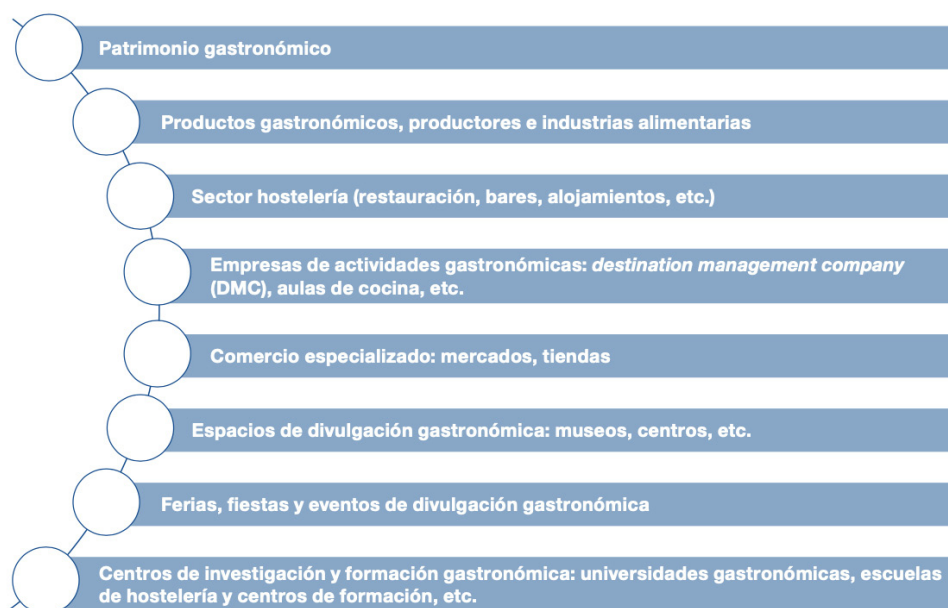 Patrimonio gastronómico
Productos gastronómicos, productores e industrias alimentarias
Sector hostelería (restauración, bares, alojamientos, etc.)
Empresas de actividades gastronómicas: destination management company
(DMC), aulas de cocina, etc.
Comercio especializado: mercados, tiendas
Espacios de divulgación gastronómica: museos, centros, etc.
Ferias, fiestas y eventos de divulgación gastronómica
Centros de investigación y formación gastronómica: universidades gastronómicas, escuelas
de hostelería y centros de formación, etc.